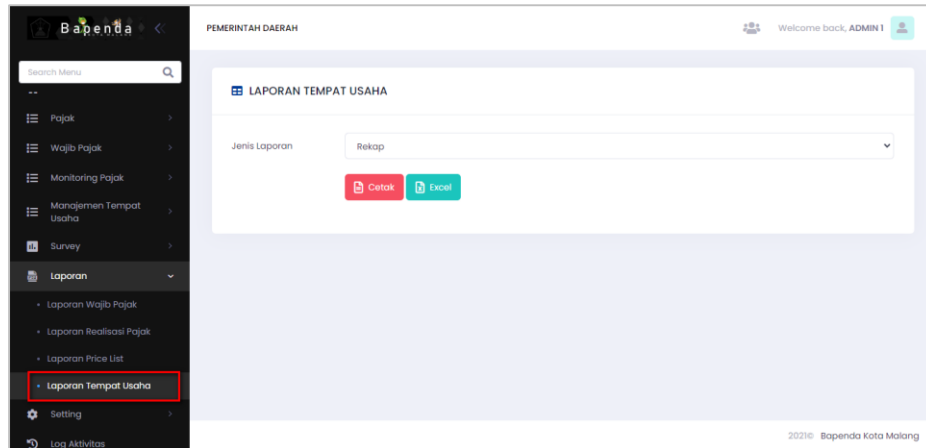 Bapenda
PEMERINTAH DAERAH
Welcome back, ADMIN 1
Search Menu
Pajak
Wajib Pajak
Monitoring Pajak
Manajemen Tempat
Usaha
Survey
Laporan
Laporan Wajib Pajak
Laporan Realisasi Pajak
Laporan Price List
Laporan Tempat Usaha
Setting
Log Aktivitas
LAPORAN TEMPAT USAHA
Jenis Laporan
Rekap
Cetak
Excel
2021© Bapenda Kota Malang